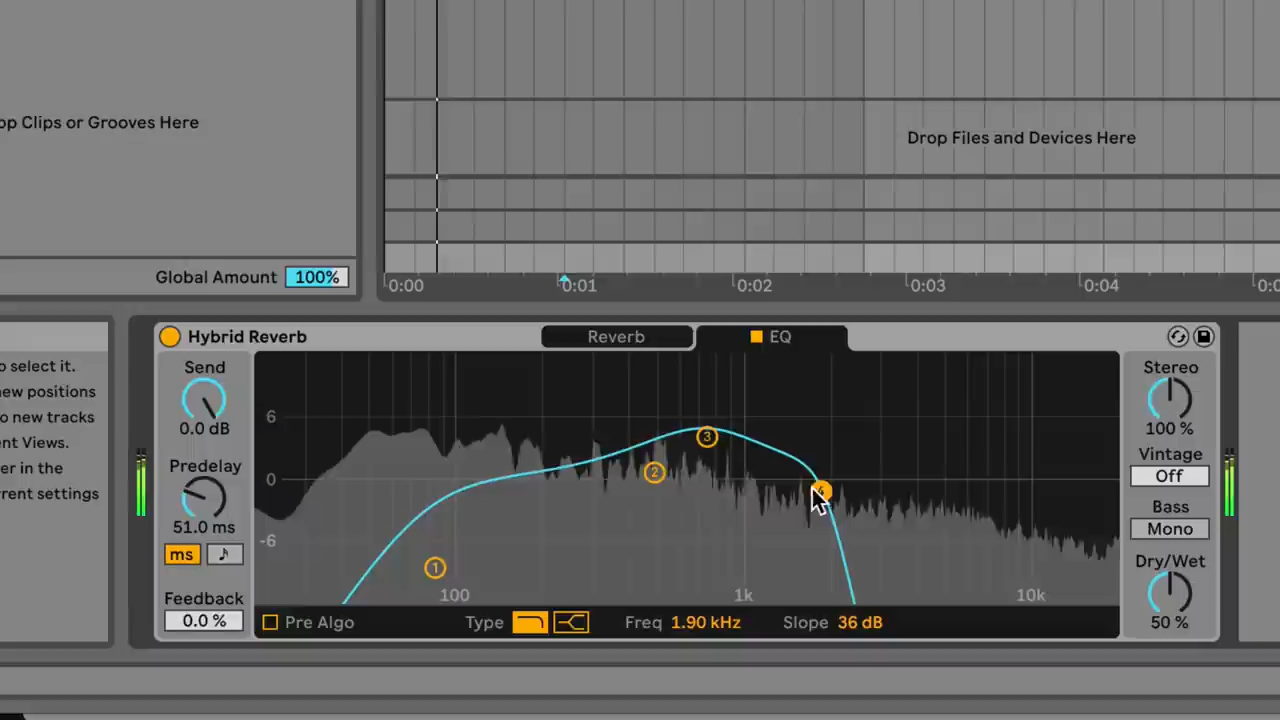 op Clips or Grooves Here
Drop Files and Devices Here
Global Amount 100%
0:00 0:01 0:02 0:03 0:04 0:0
o select it.
ew positions
o new tracks
ent Views.
er in the
rrent settings
Hybrid Reverb
Reverb
EQ
Send
0.0 dB
Predelay
51.0 ms
ms ♪
Feedback
0.0 %
6
0
-6
1
2
3
4
100 1k 10k
Pre Algo Type Freq 1.90 kHz Slope 36 dB
Stereo
100 %
Vintage
Off
Bass
Mono
Dry/Wet
50 %